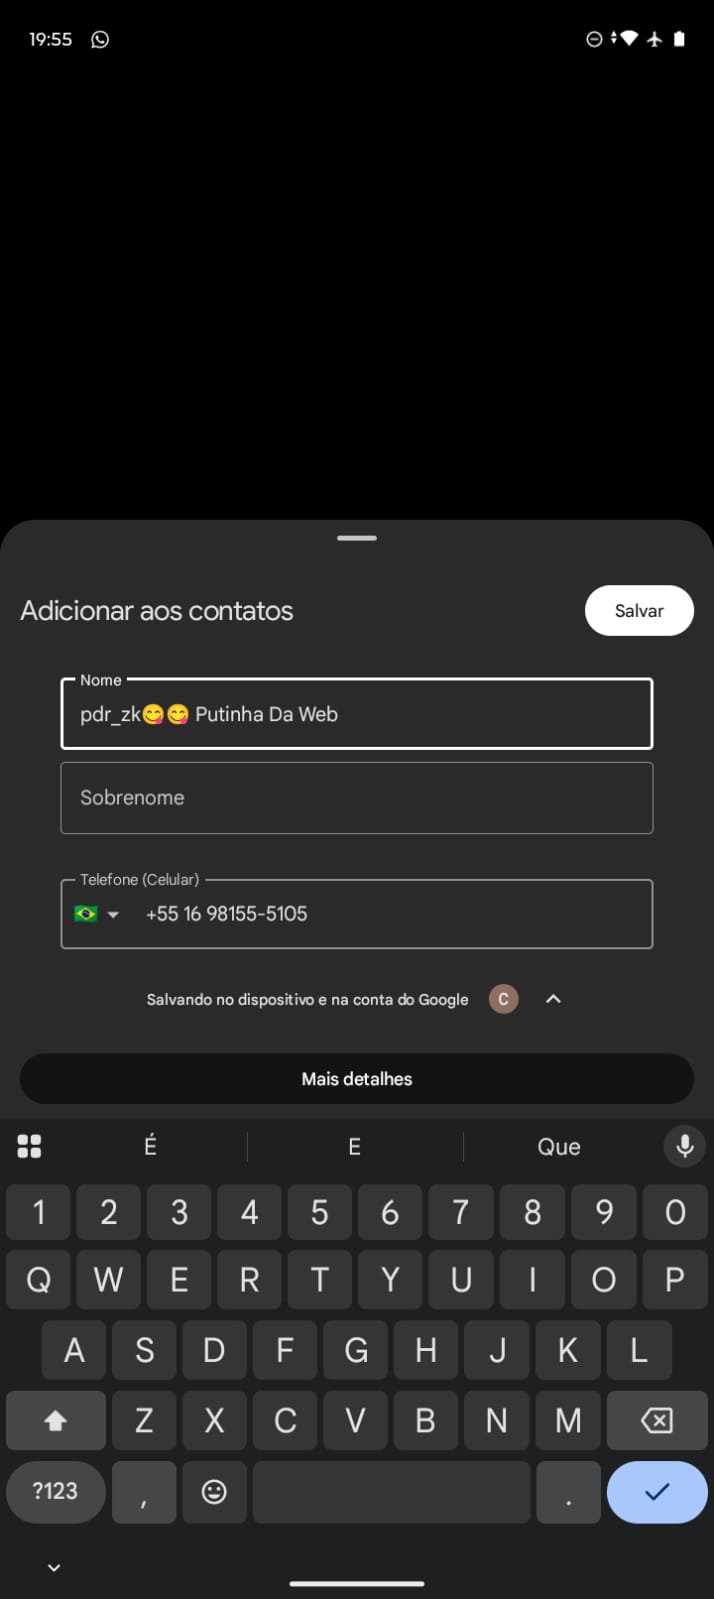 19:55
Adicionar aos contatos
Salvar
Nome
pdr_zk😋😋 Putinha Da Web
Sobrenome
Telefone (Celular)
🇧🇷 +55 16 98155-5105
Salvando no dispositivo e na conta do Google C
Mais detalhes
É E Que
1 2 3 4 5 6 7 8 9 0
Q W E R T Y U I O P
A S D F G H J K L
Z X C V B N M
?123 , .